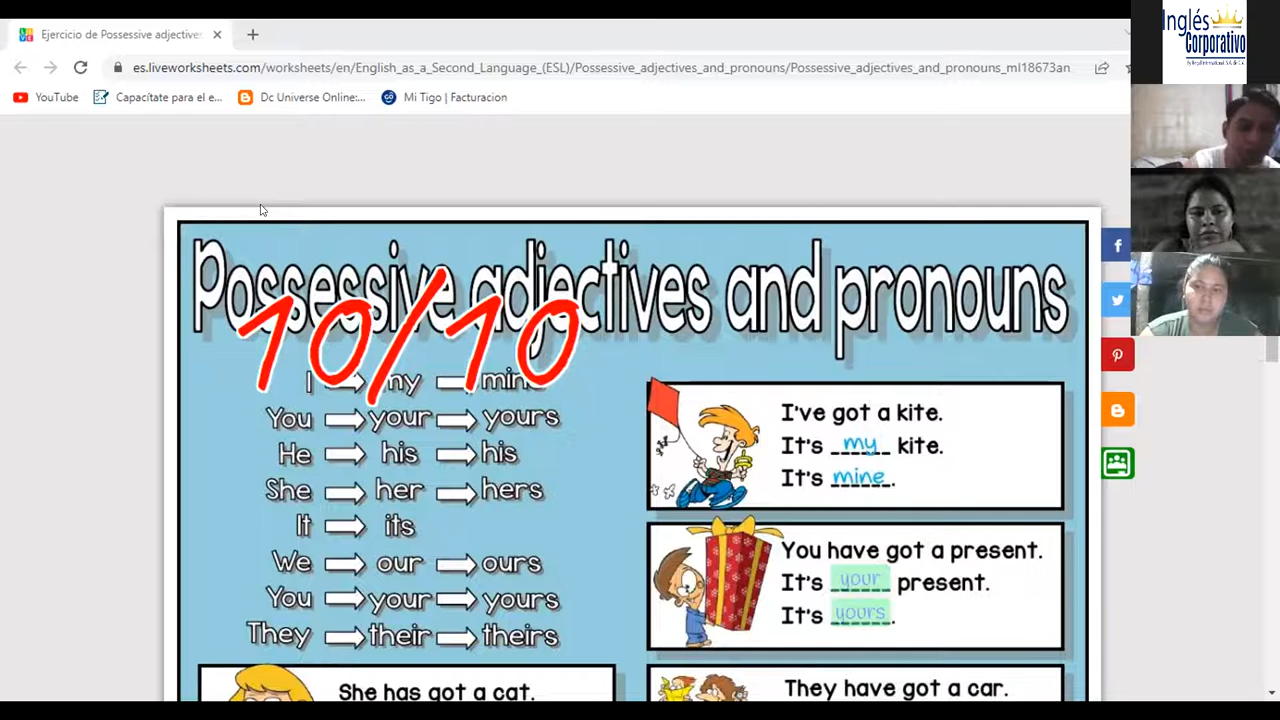 Ejercicio de Possessive adjective
es.liveworksheets.com/worksheets/en/English_as_a_Second_Language_(ESL)/Possessive_adjectives_and_pronouns/Possessive_adjectives_and_pronouns_ml18673an
YouTube Capacítate para el e... Dc Universe Online:... Mi Tigo | Facturacion
Inglés
Corporativo
Possessive adjectives and pronouns
10/10
I my mine
You your yours
He his his
She her hers
It its
We our ours
You your yours
They their theirs
I've got a kite.
It's my kite.
It's mine.
You have got a present.
It's your present.
It's yours.
She has got a cat.
They have got a car.